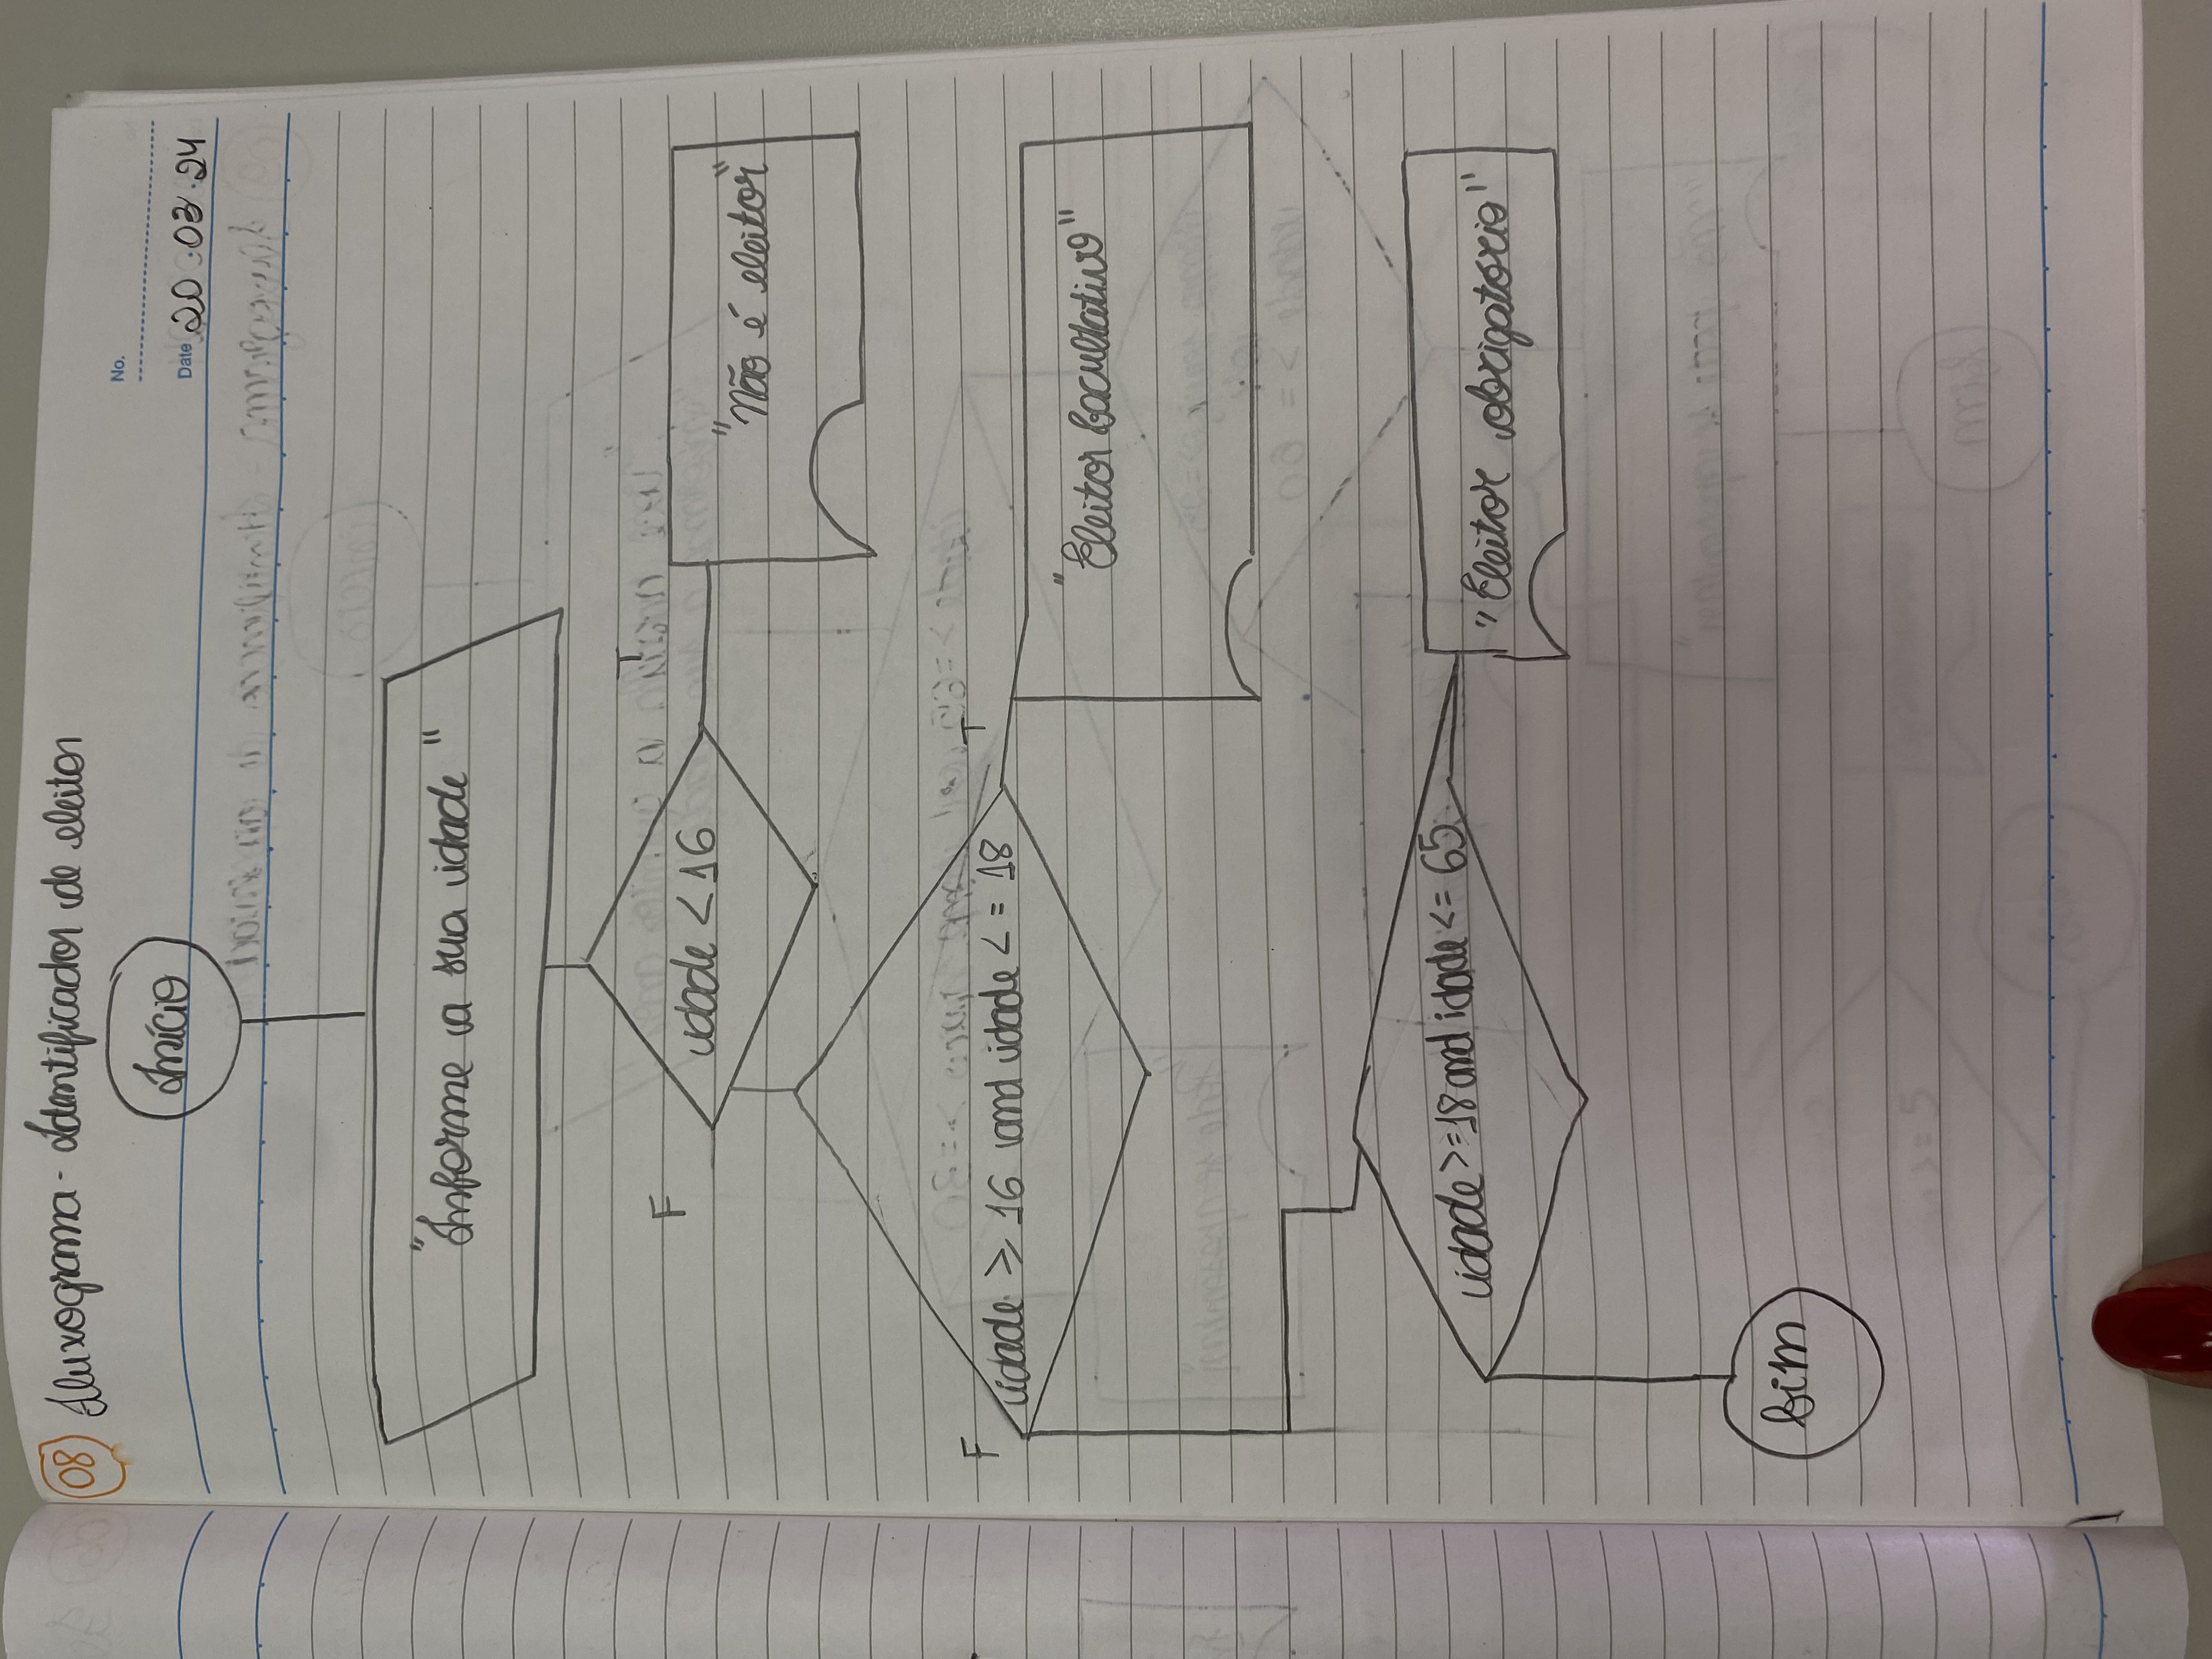 08 Fluxograma - Identificador de eleitor
No.
Date 20.03.24
Início
"Informe a sua idade"
F
T
idade < 16
"Não é eleitor"
F
T
idade ≥ 16 and idade < = 18
"Eleitor facultativo"
idade >= 18 and idade <= 65
"Eleitor obrigatório"
fim